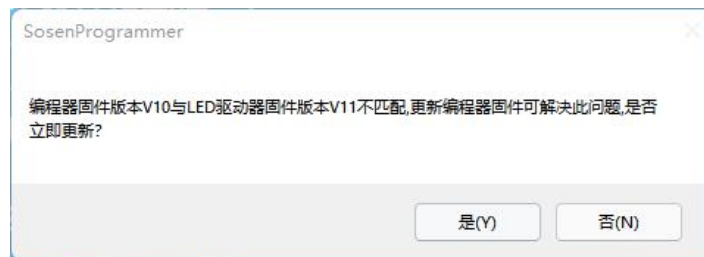 SosenProgrammer
编程器固件版本V10与LED驱动器固件版本V11不匹配,更新编程器固件可解决此问题,是否
立即更新?
是(Y)
否(N)